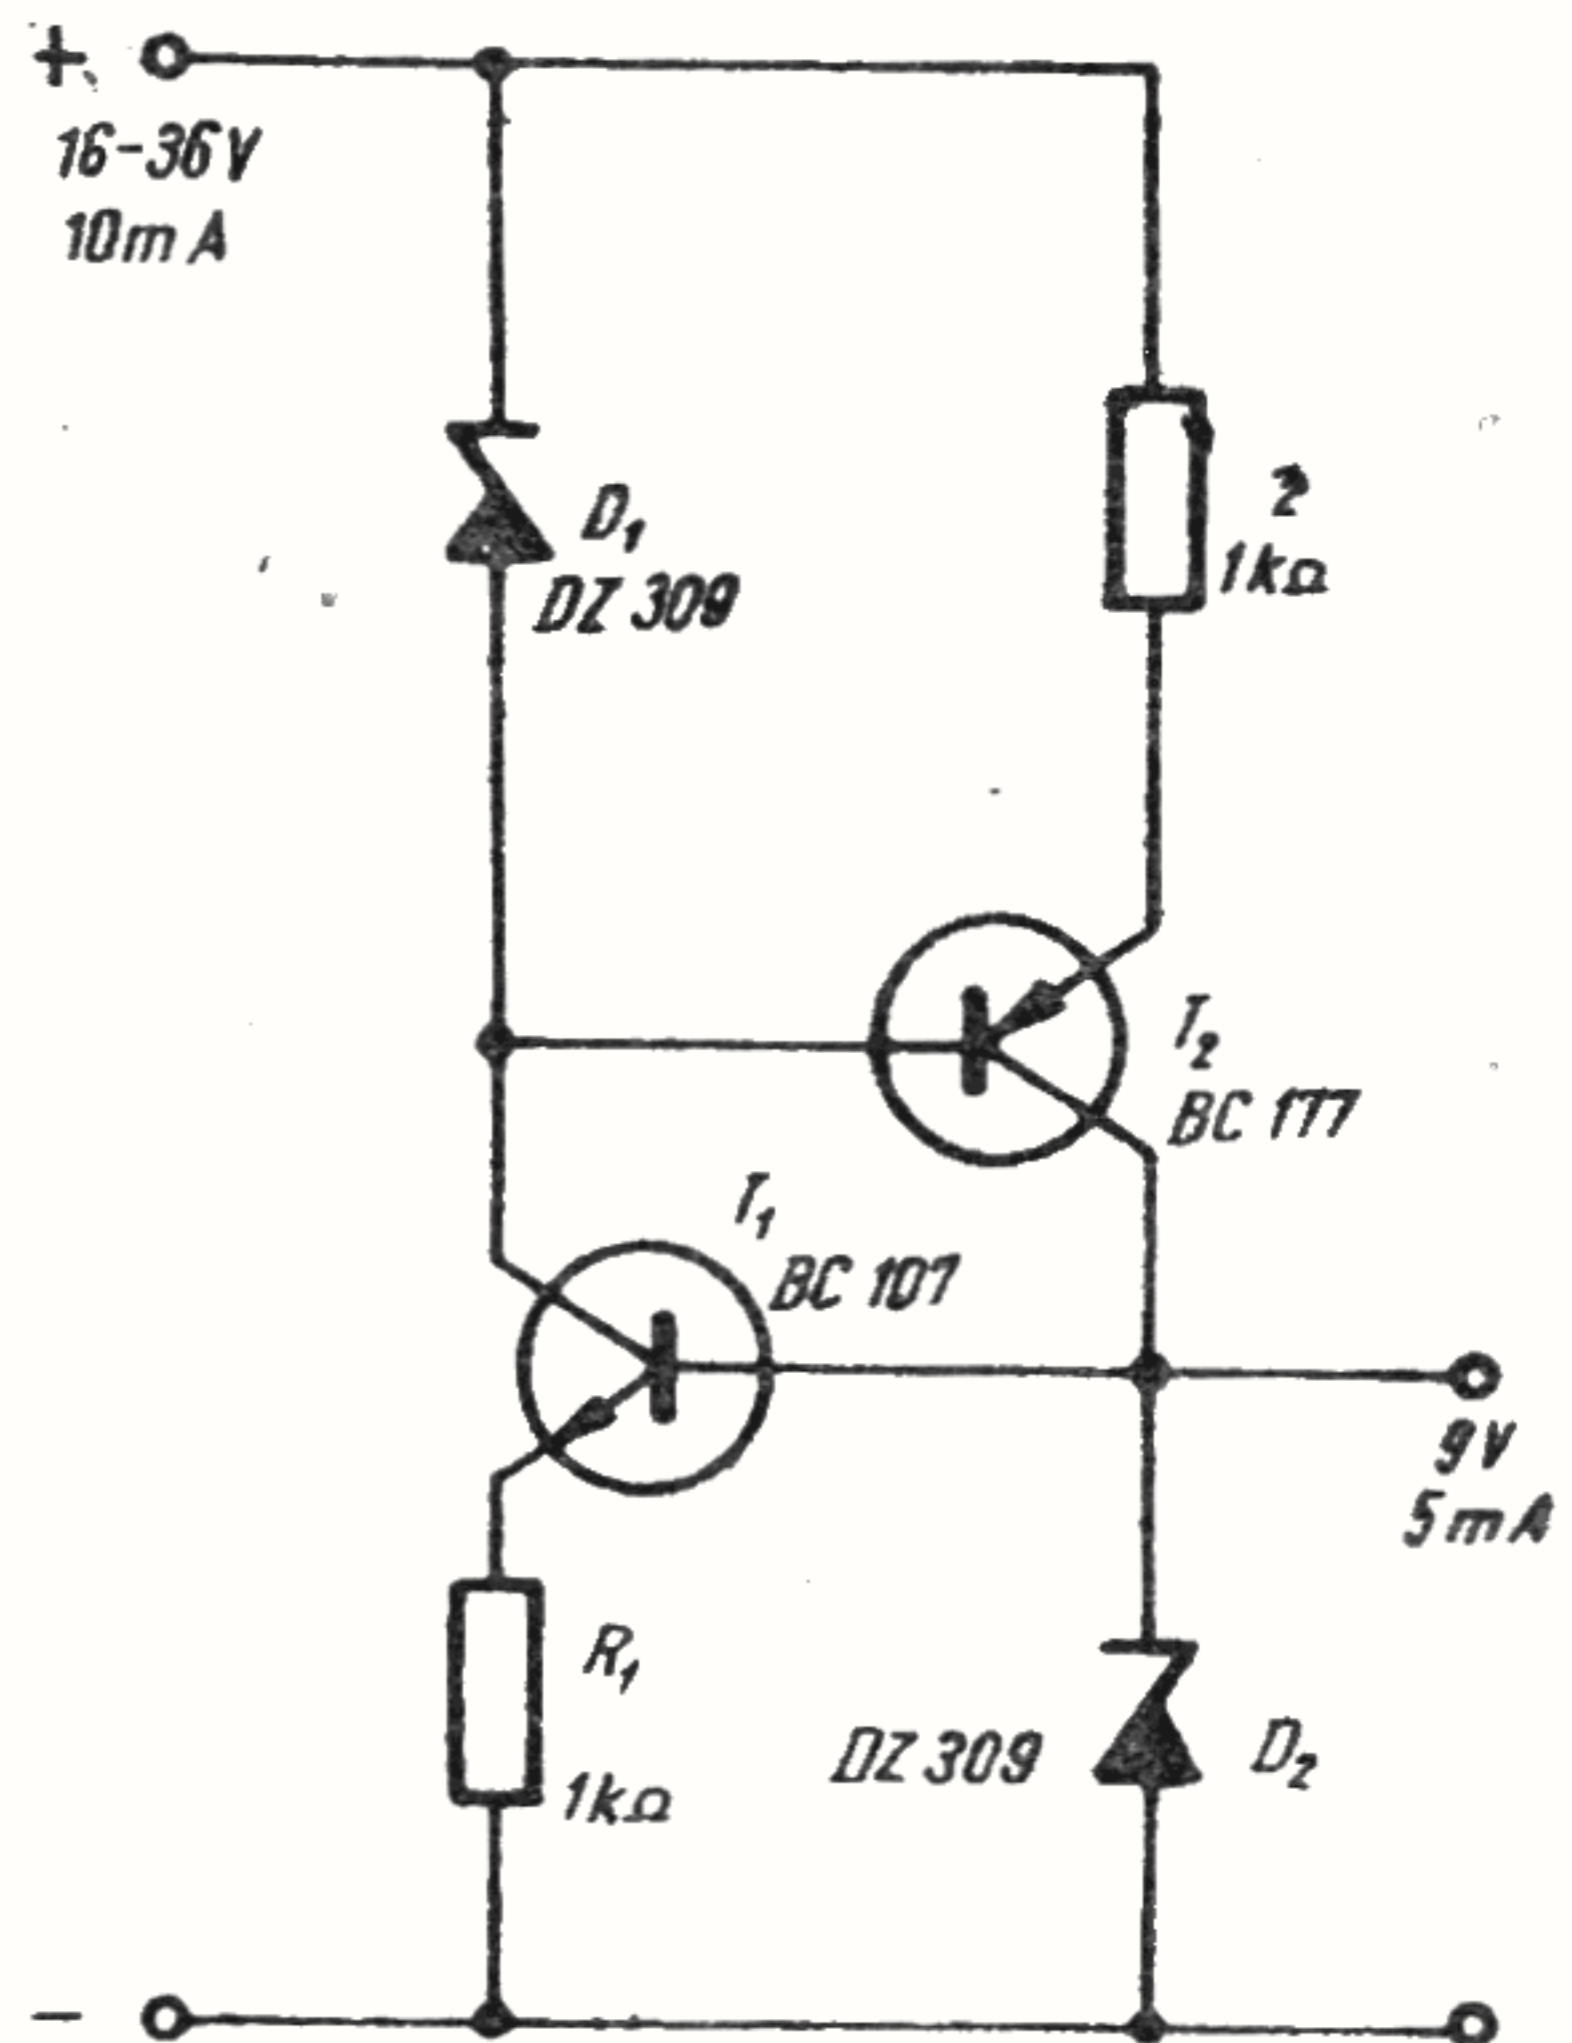 +
16-36V
10mA
D₁
DZ 309
2
1kΩ
T₂
BC 177
T₁
BC 107
9V
5mA
R₁
1kΩ
DZ 309
D₂
-